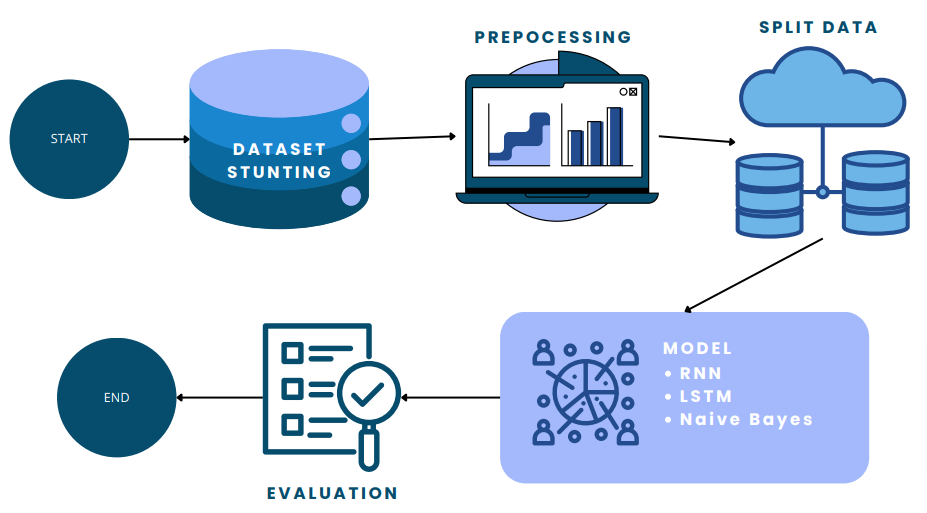 PREPOCESSING
SPLIT DATA
START
DATASET
STUNTING
MODEL
• RNN
• LSTM
• Naive Bayes
END
EVALUATION